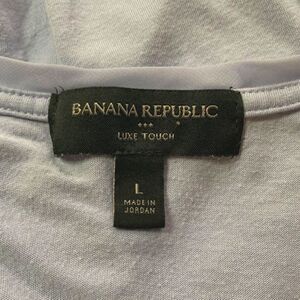 BANANA REPUBLIC
***
LUXE TOUCH
L
MADE IN
JORDAN